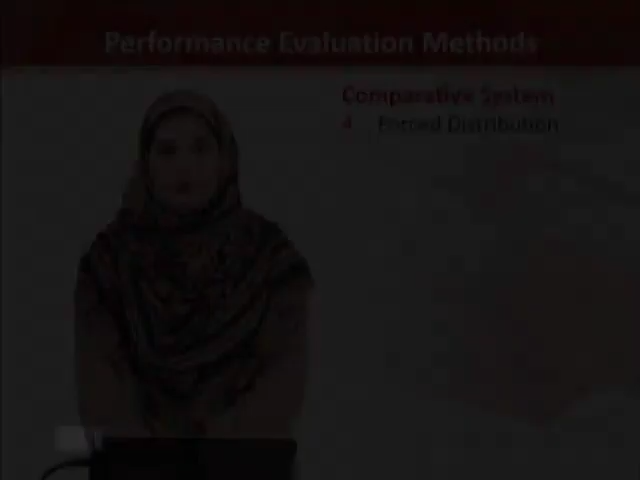 Performance Evaluation Methods
Comparative System
4 Forced Distribution